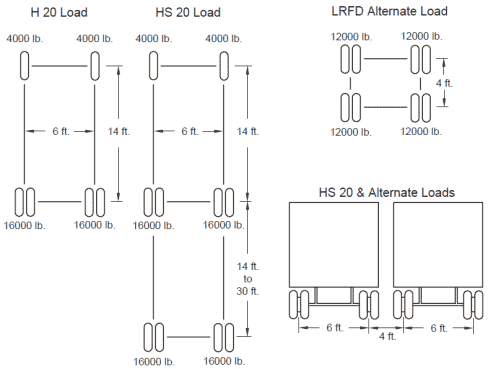 H 20 Load
4000 lb. 4000 lb.
6 ft. 14 ft.
16000 lb. 16000 lb.
HS 20 Load
4000 lb. 4000 lb.
6 ft. 14 ft.
16000 lb. 16000 lb.
14 ft.
to
30 ft.
16000 lb. 16000 lb.
LRFD Alternate Load
12000 lb. 12000 lb.
4 ft.
12000 lb. 12000 lb.
HS 20 & Alternate Loads
6 ft. 4 ft. 6 ft.